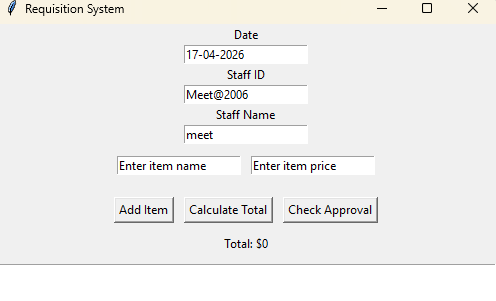 Requisition System
Date
17-04-2026
Staff ID
Meet@2006
Staff Name
meet
Enter item name Enter item price
Add Item Calculate Total Check Approval
Total: $0